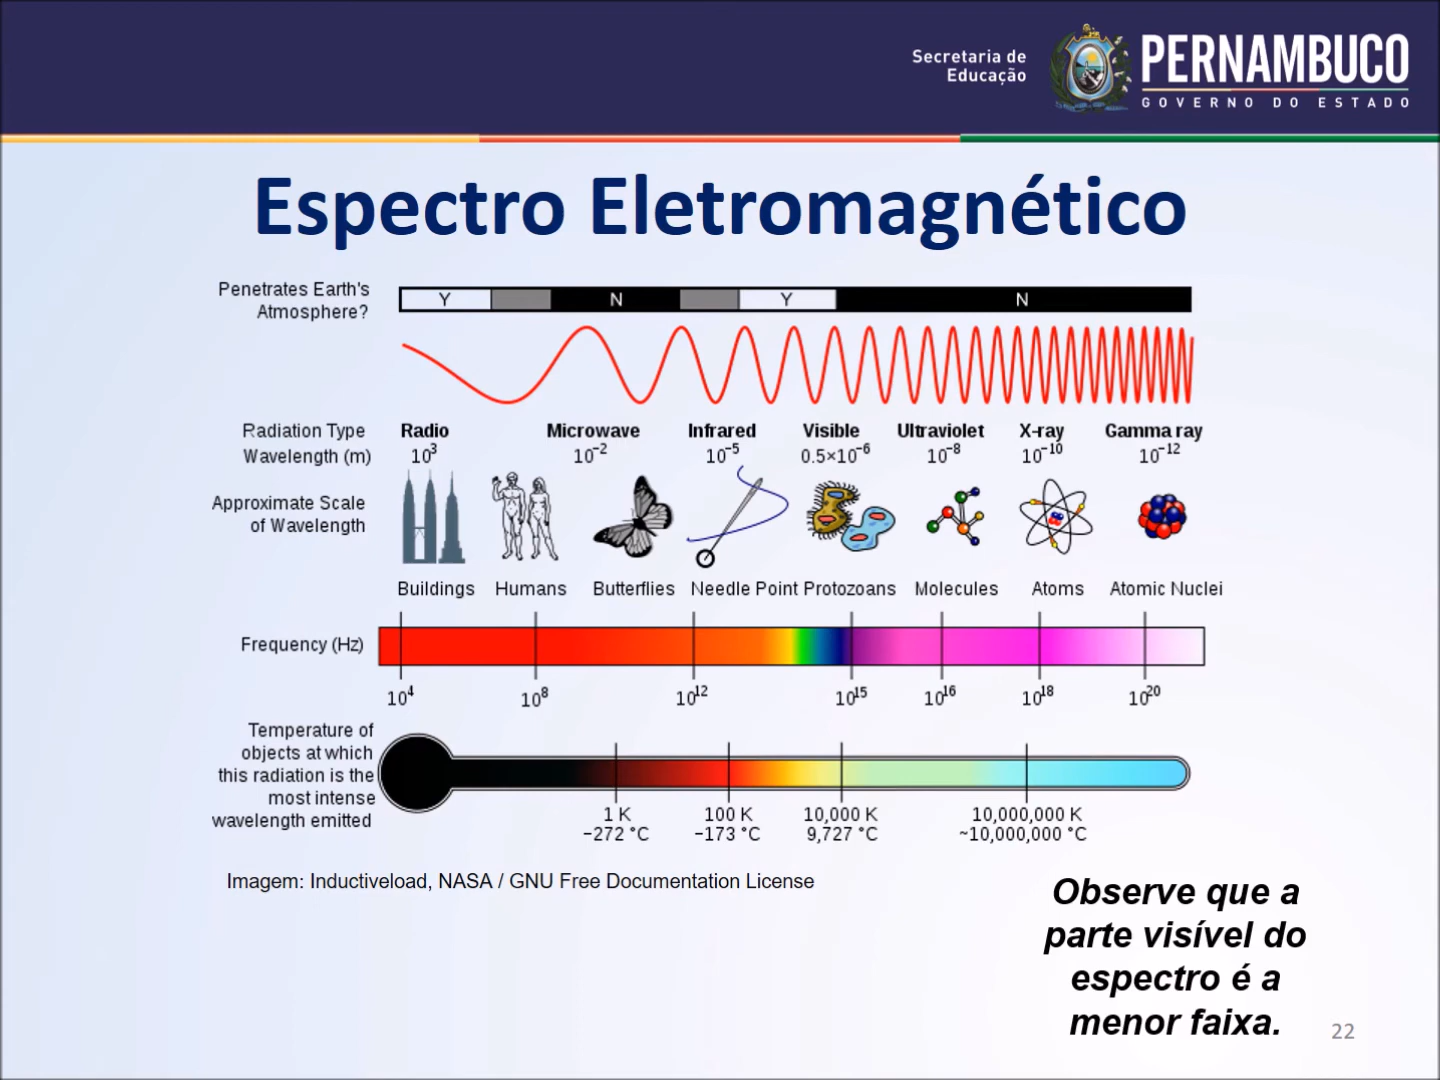 Secretaria de
Educação
PERNAMBUCO
GOVERNO DO ESTADO
Espectro Eletromagnético
Penetrates Earth's
Atmosphere?
Y N Y N
Radiation Type Radio Microwave Infrared Visible Ultraviolet X-ray Gamma ray
Wavelength (m) 10³ 10⁻² 10⁻⁵ 0.5×10⁻⁶ 10⁻⁸ 10⁻¹⁰ 10⁻¹²
Approximate Scale
of Wavelength
Buildings Humans Butterflies Needle Point Protozoans Molecules Atoms Atomic Nuclei
Frequency (Hz)
10⁴ 10⁸ 10¹² 10¹⁵ 10¹⁶ 10¹⁸ 10²⁰
Temperature of
objects at which
this radiation is the
most intense
wavelength emitted
1 K 100 K 10,000 K 10,000,000 K
−272 °C −173 °C 9,727 °C ~10,000,000 °C
Imagem: Inductiveload, NASA / GNU Free Documentation License
Observe que a
parte visível do
espectro é a
menor faixa.
22